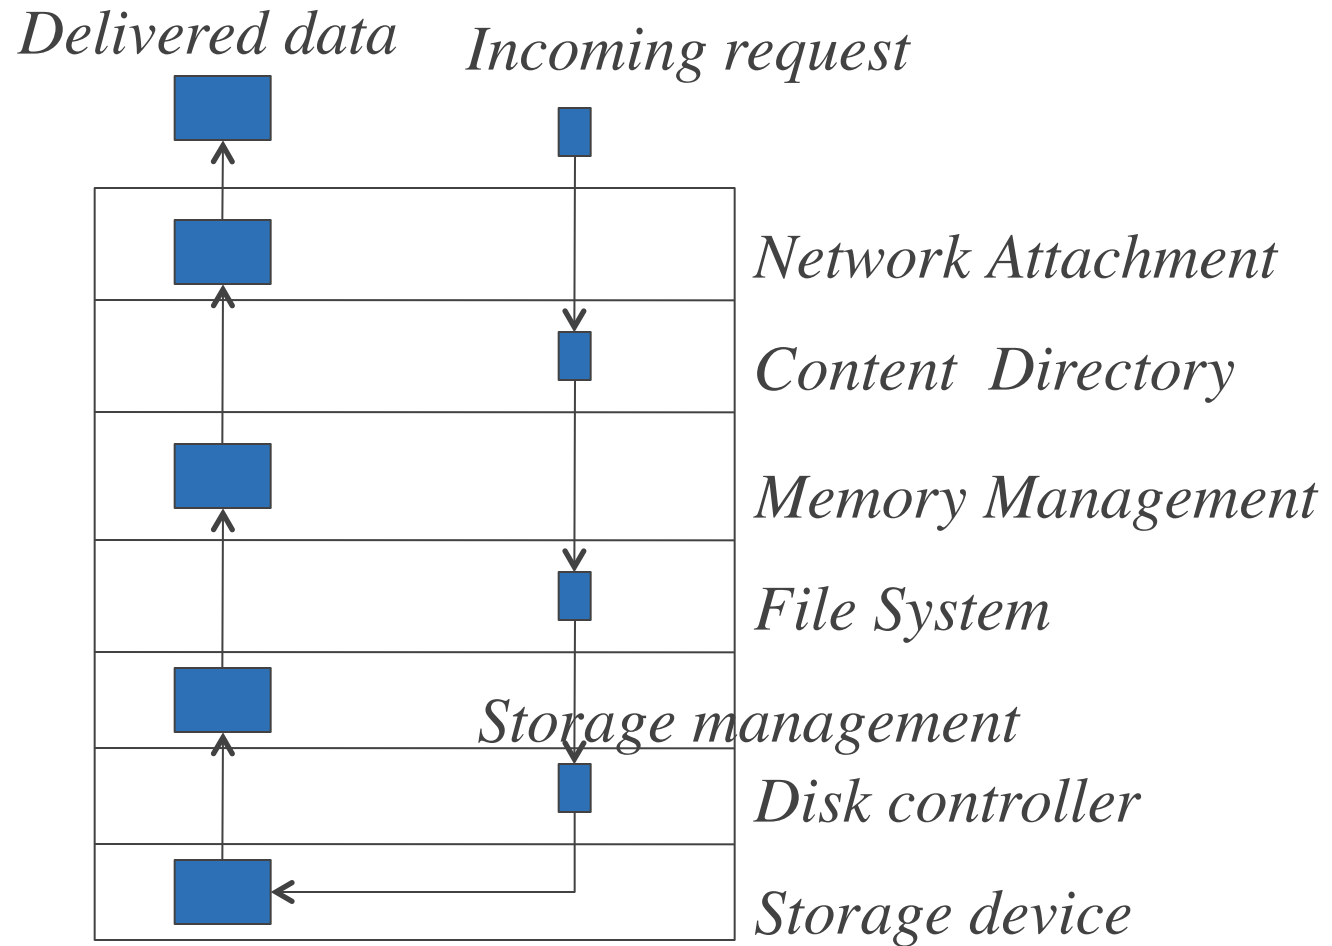 Delivered data
Incoming request
Network Attachment
Content Directory
Memory Management
File System
Storage management
Disk controller
Storage device